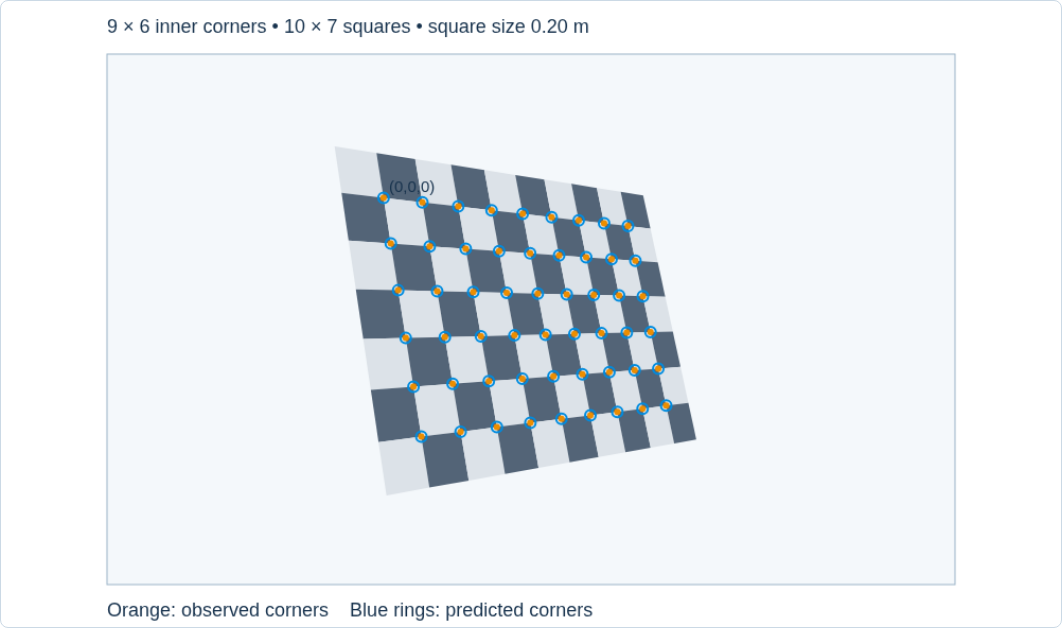 9 × 6 inner corners • 10 × 7 squares • square size 0.20 m
(0,0,0)
Orange: observed corners Blue rings: predicted corners